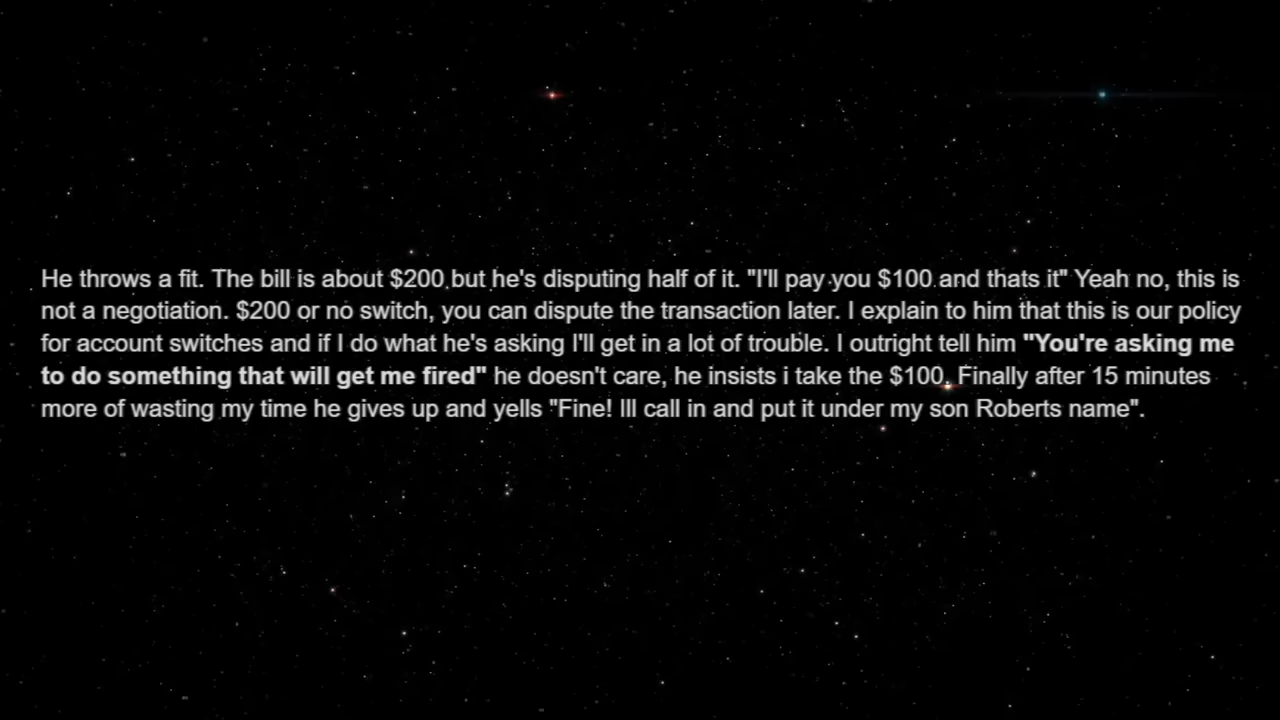 He throws a fit. The bill is about $200 but he's disputing half of it. "I'll pay you $100 and thats it" Yeah no, this is
not a negotiation. $200 or no switch, you can dispute the transaction later. I explain to him that this is our policy
for account switches and if I do what he's asking I'll get in a lot of trouble. I outright tell him "You're asking me
to do something that will get me fired" he doesn't care, he insists i take the $100. Finally after 15 minutes
more of wasting my time he gives up and yells "Fine! Ill call in and put it under my son Roberts name".